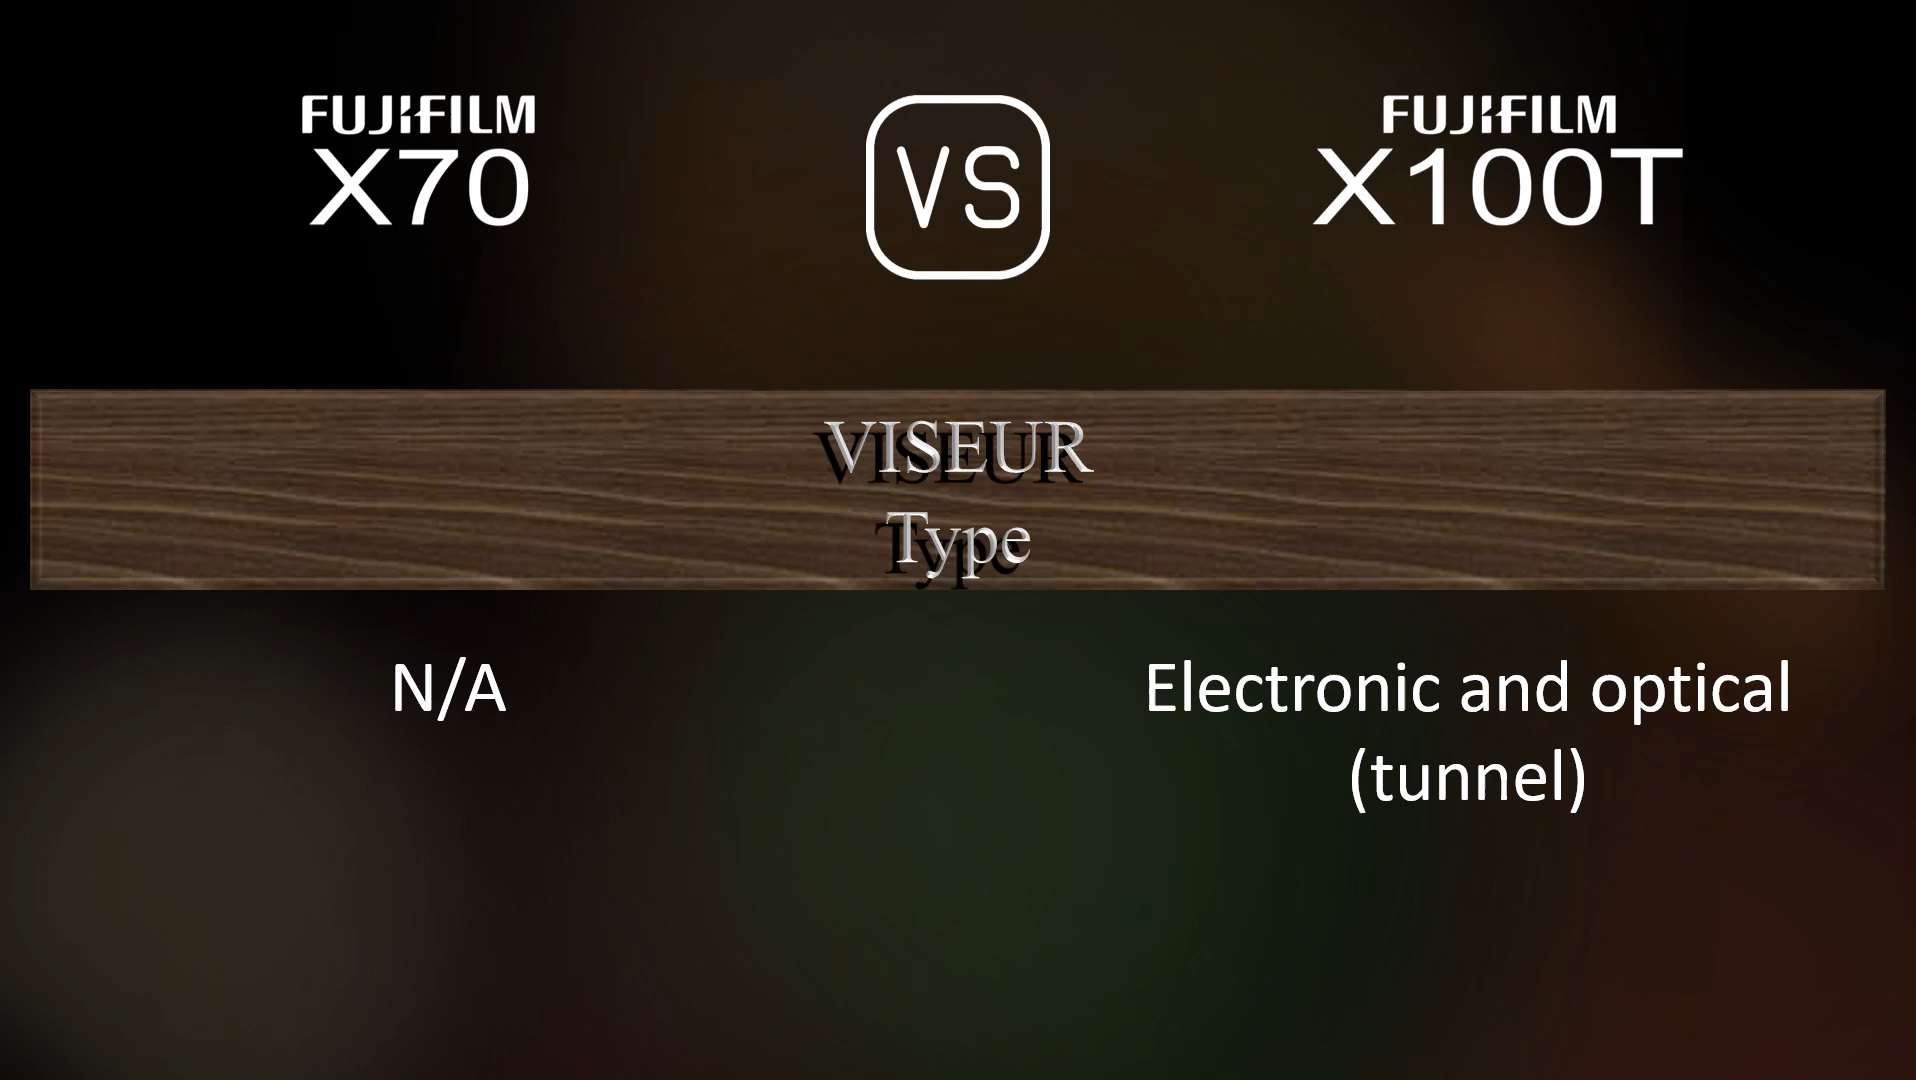 FUJIFILM
X70
VS
FUJIFILM
X100T
VISEUR
Type
N/A
Electronic and optical
(tunnel)